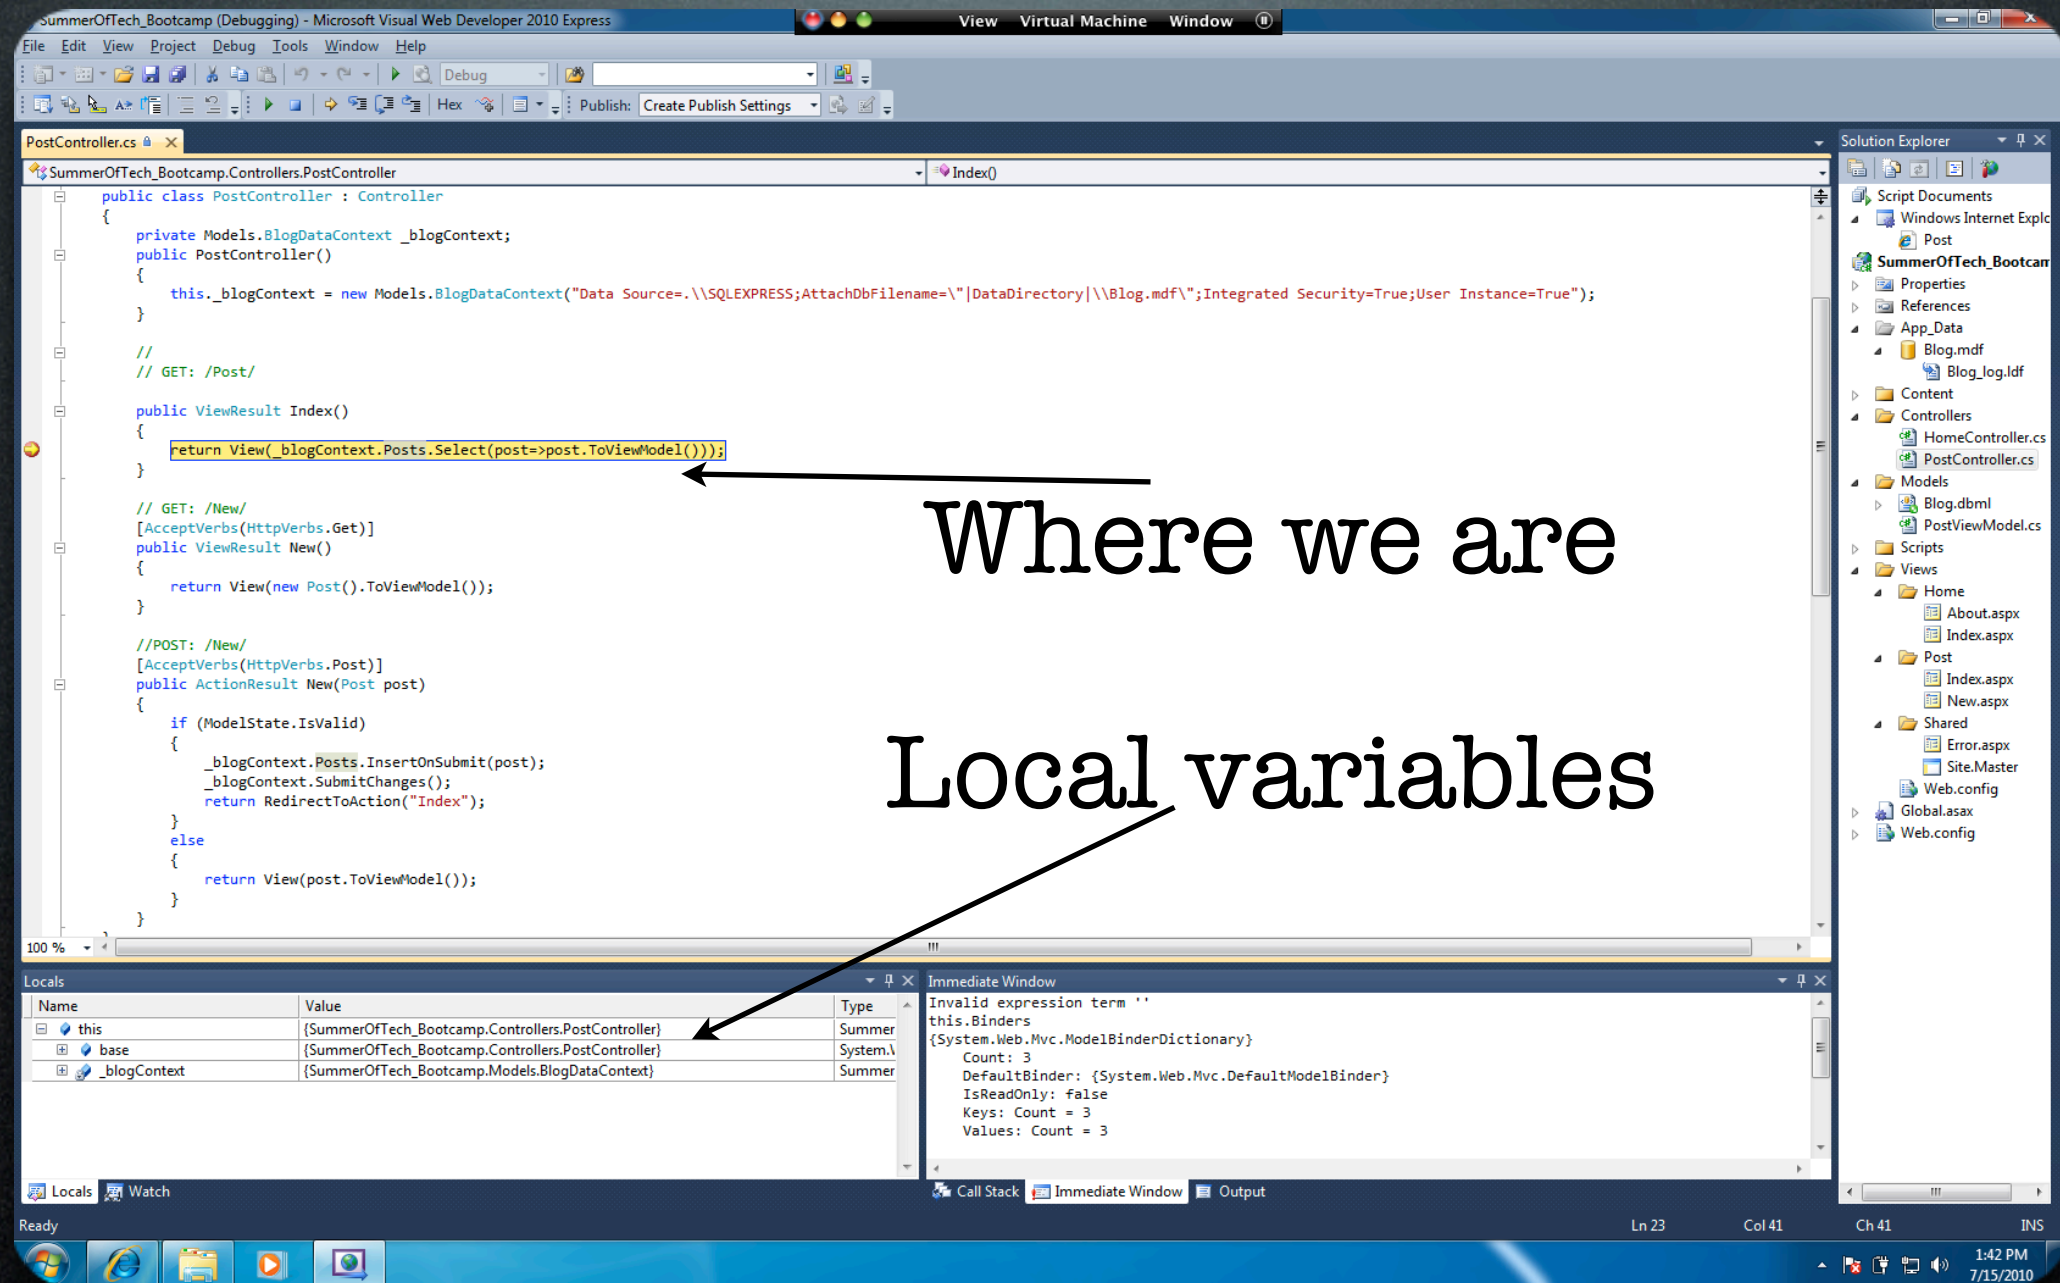 SummerOfTech_Bootcamp (Debugging) - Microsoft Visual Web Developer 2010 Express
View Virtual Machine Window
File Edit View Project Debug Tools Window Help
Debug
Hex Publish: Create Publish Settings
PostController.cs
SummerOfTech_Bootcamp.Controllers.PostController
Index()
public class PostController : Controller
{
private Models.BlogDataContext _blogContext;
public PostController()
{
this._blogContext = new Models.BlogDataContext("Data Source=.\\SQLEXPRESS;AttachDbFilename=\"|DataDirectory|\\Blog.mdf\";Integrated Security=True;User Instance=True");
}
//
// GET: /Post/
public ViewResult Index()
{
return View(_blogContext.Posts.Select(post=>post.ToViewModel()));
}
// GET: /New/
[AcceptVerbs(HttpVerbs.Get)]
public ViewResult New()
{
return View(new Post().ToViewModel());
}
//POST: /New/
[AcceptVerbs(HttpVerbs.Post)]
public ActionResult New(Post post)
{
if (ModelState.IsValid)
{
_blogContext.Posts.InsertOnSubmit(post);
_blogContext.SubmitChanges();
return RedirectToAction("Index");
}
else
{
return View(post.ToViewModel());
}
}
100 %
Where we are
Local variables
Solution Explorer
Script Documents
Windows Internet Explo
Post
SummerOfTech_Bootcam
Properties
References
App_Data
Blog.mdf
Blog_log.ldf
Content
Controllers
HomeController.cs
PostController.cs
Models
Blog.dbml
PostViewModel.cs
Scripts
Views
Home
About.aspx
Index.aspx
Post
Index.aspx
New.aspx
Shared
Error.aspx
Site.Master
Web.config
Global.asax
Web.config
Locals
Name Value Type
this {SummerOfTech_Bootcamp.Controllers.PostController} Summer
base {SummerOfTech_Bootcamp.Controllers.PostController} System.\
_blogContext {SummerOfTech_Bootcamp.Models.BlogDataContext} Summer
Locals Watch
Immediate Window
Invalid expression term ''
this.Binders
{System.Web.Mvc.ModelBinderDictionary}
Count: 3
DefaultBinder: {System.Web.Mvc.DefaultModelBinder}
IsReadOnly: false
Keys: Count = 3
Values: Count = 3
Call Stack Immediate Window Output
Ready Ln 23 Col 41 Ch 41 INS
1:42 PM
7/15/2010